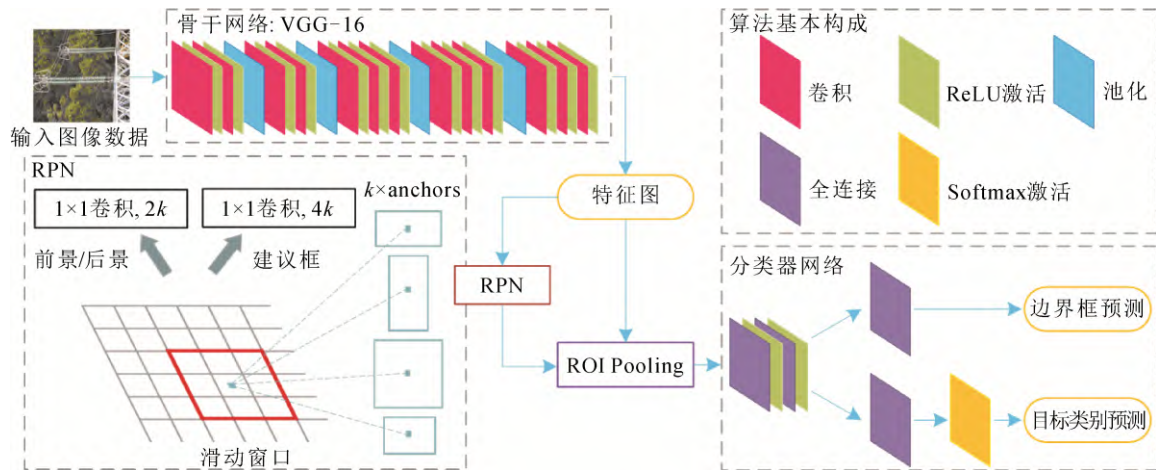 骨干网络: VGG-16
输入图像数据
算法基本构成
卷积
ReLU激活
池化
全连接
Softmax激活
RPN
1×1卷积, 2k
1×1卷积, 4k
k×anchors
前景/后景
建议框
滑动窗口
特征图
RPN
ROI Pooling
分类器网络
边界框预测
目标类别预测